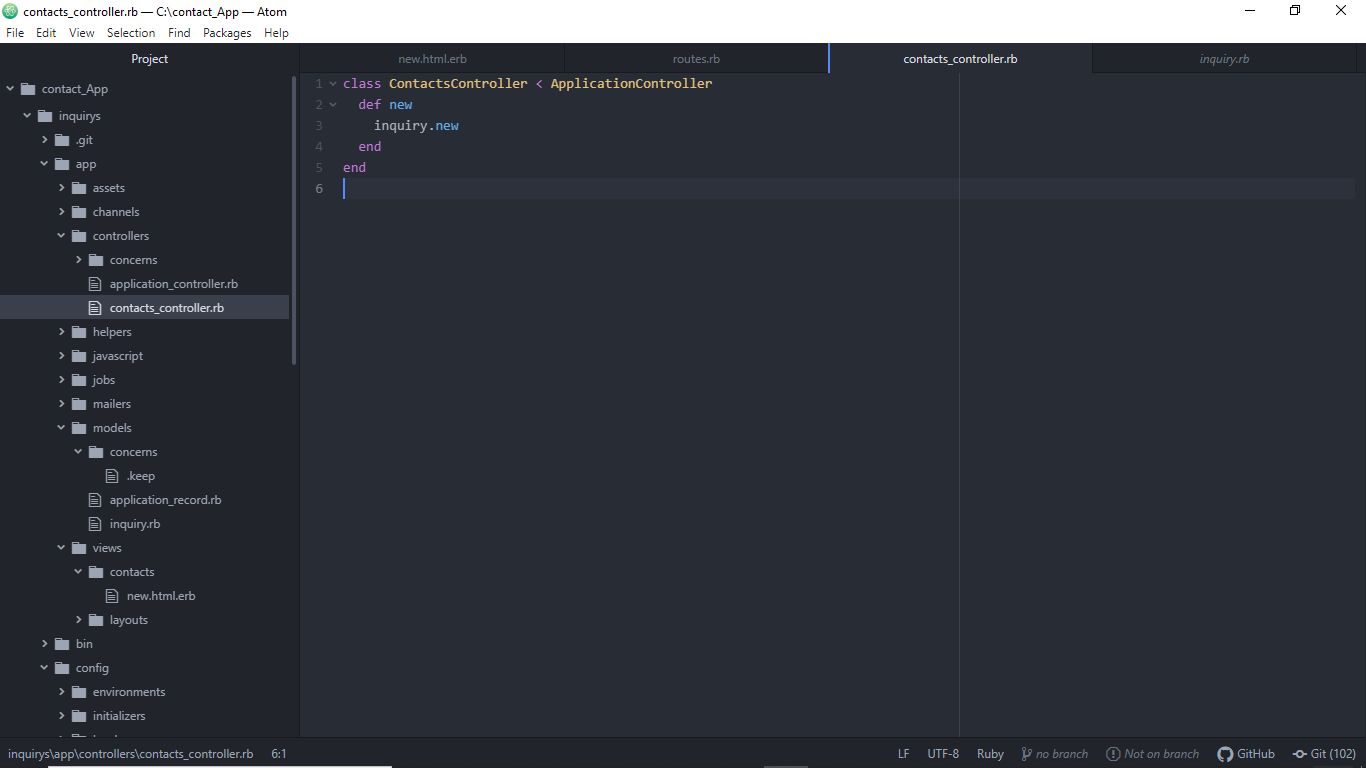 contacts_controller.rb — C:\contact_App — Atom
File Edit View Selection Find Packages Help
Project
new.html.erb
routes.rb
contacts_controller.rb
inquiry.rb
contact_App
inquirys
.git
app
assets
channels
controllers
concerns
application_controller.rb
contacts_controller.rb
helpers
javascript
jobs
mailers
models
concerns
.keep
application_record.rb
inquiry.rb
views
contacts
new.html.erb
layouts
bin
config
environments
initializers
1 class ContactsController < ApplicationController
2 def new
3 inquiry.new
4 end
5 end
6
inquirys\app\controllers\contacts_controller.rb 6:1
LF UTF-8 Ruby no branch Not on branch GitHub Git (102)